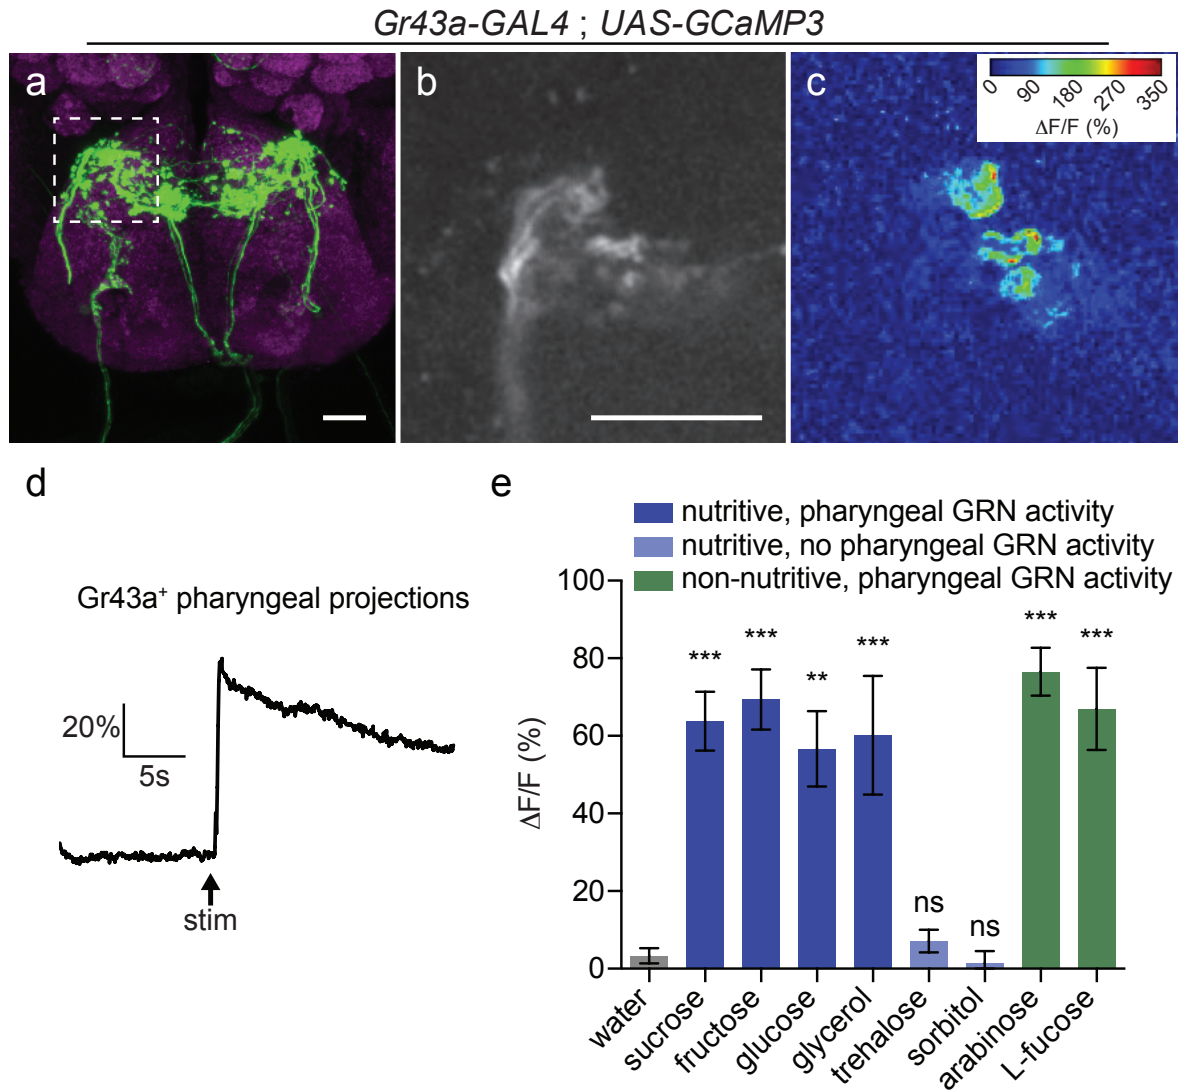 Gr43a-GAL4 ; UAS-GCaMP3
a
b
c
0 90 180 270 350
ΔF/F (%)
d
Gr43a⁺ pharyngeal projections
20%
5s
stim
e
nutritive, pharyngeal GRN activity
nutritive, no pharyngeal GRN activity
non-nutritive, pharyngeal GRN activity
ΔF/F (%)
100
80
60
40
20
0
*** *** ** *** ns ns *** ***
water
sucrose
fructose
glucose
glycerol
trehalose
sorbitol
arabinose
L-fucose